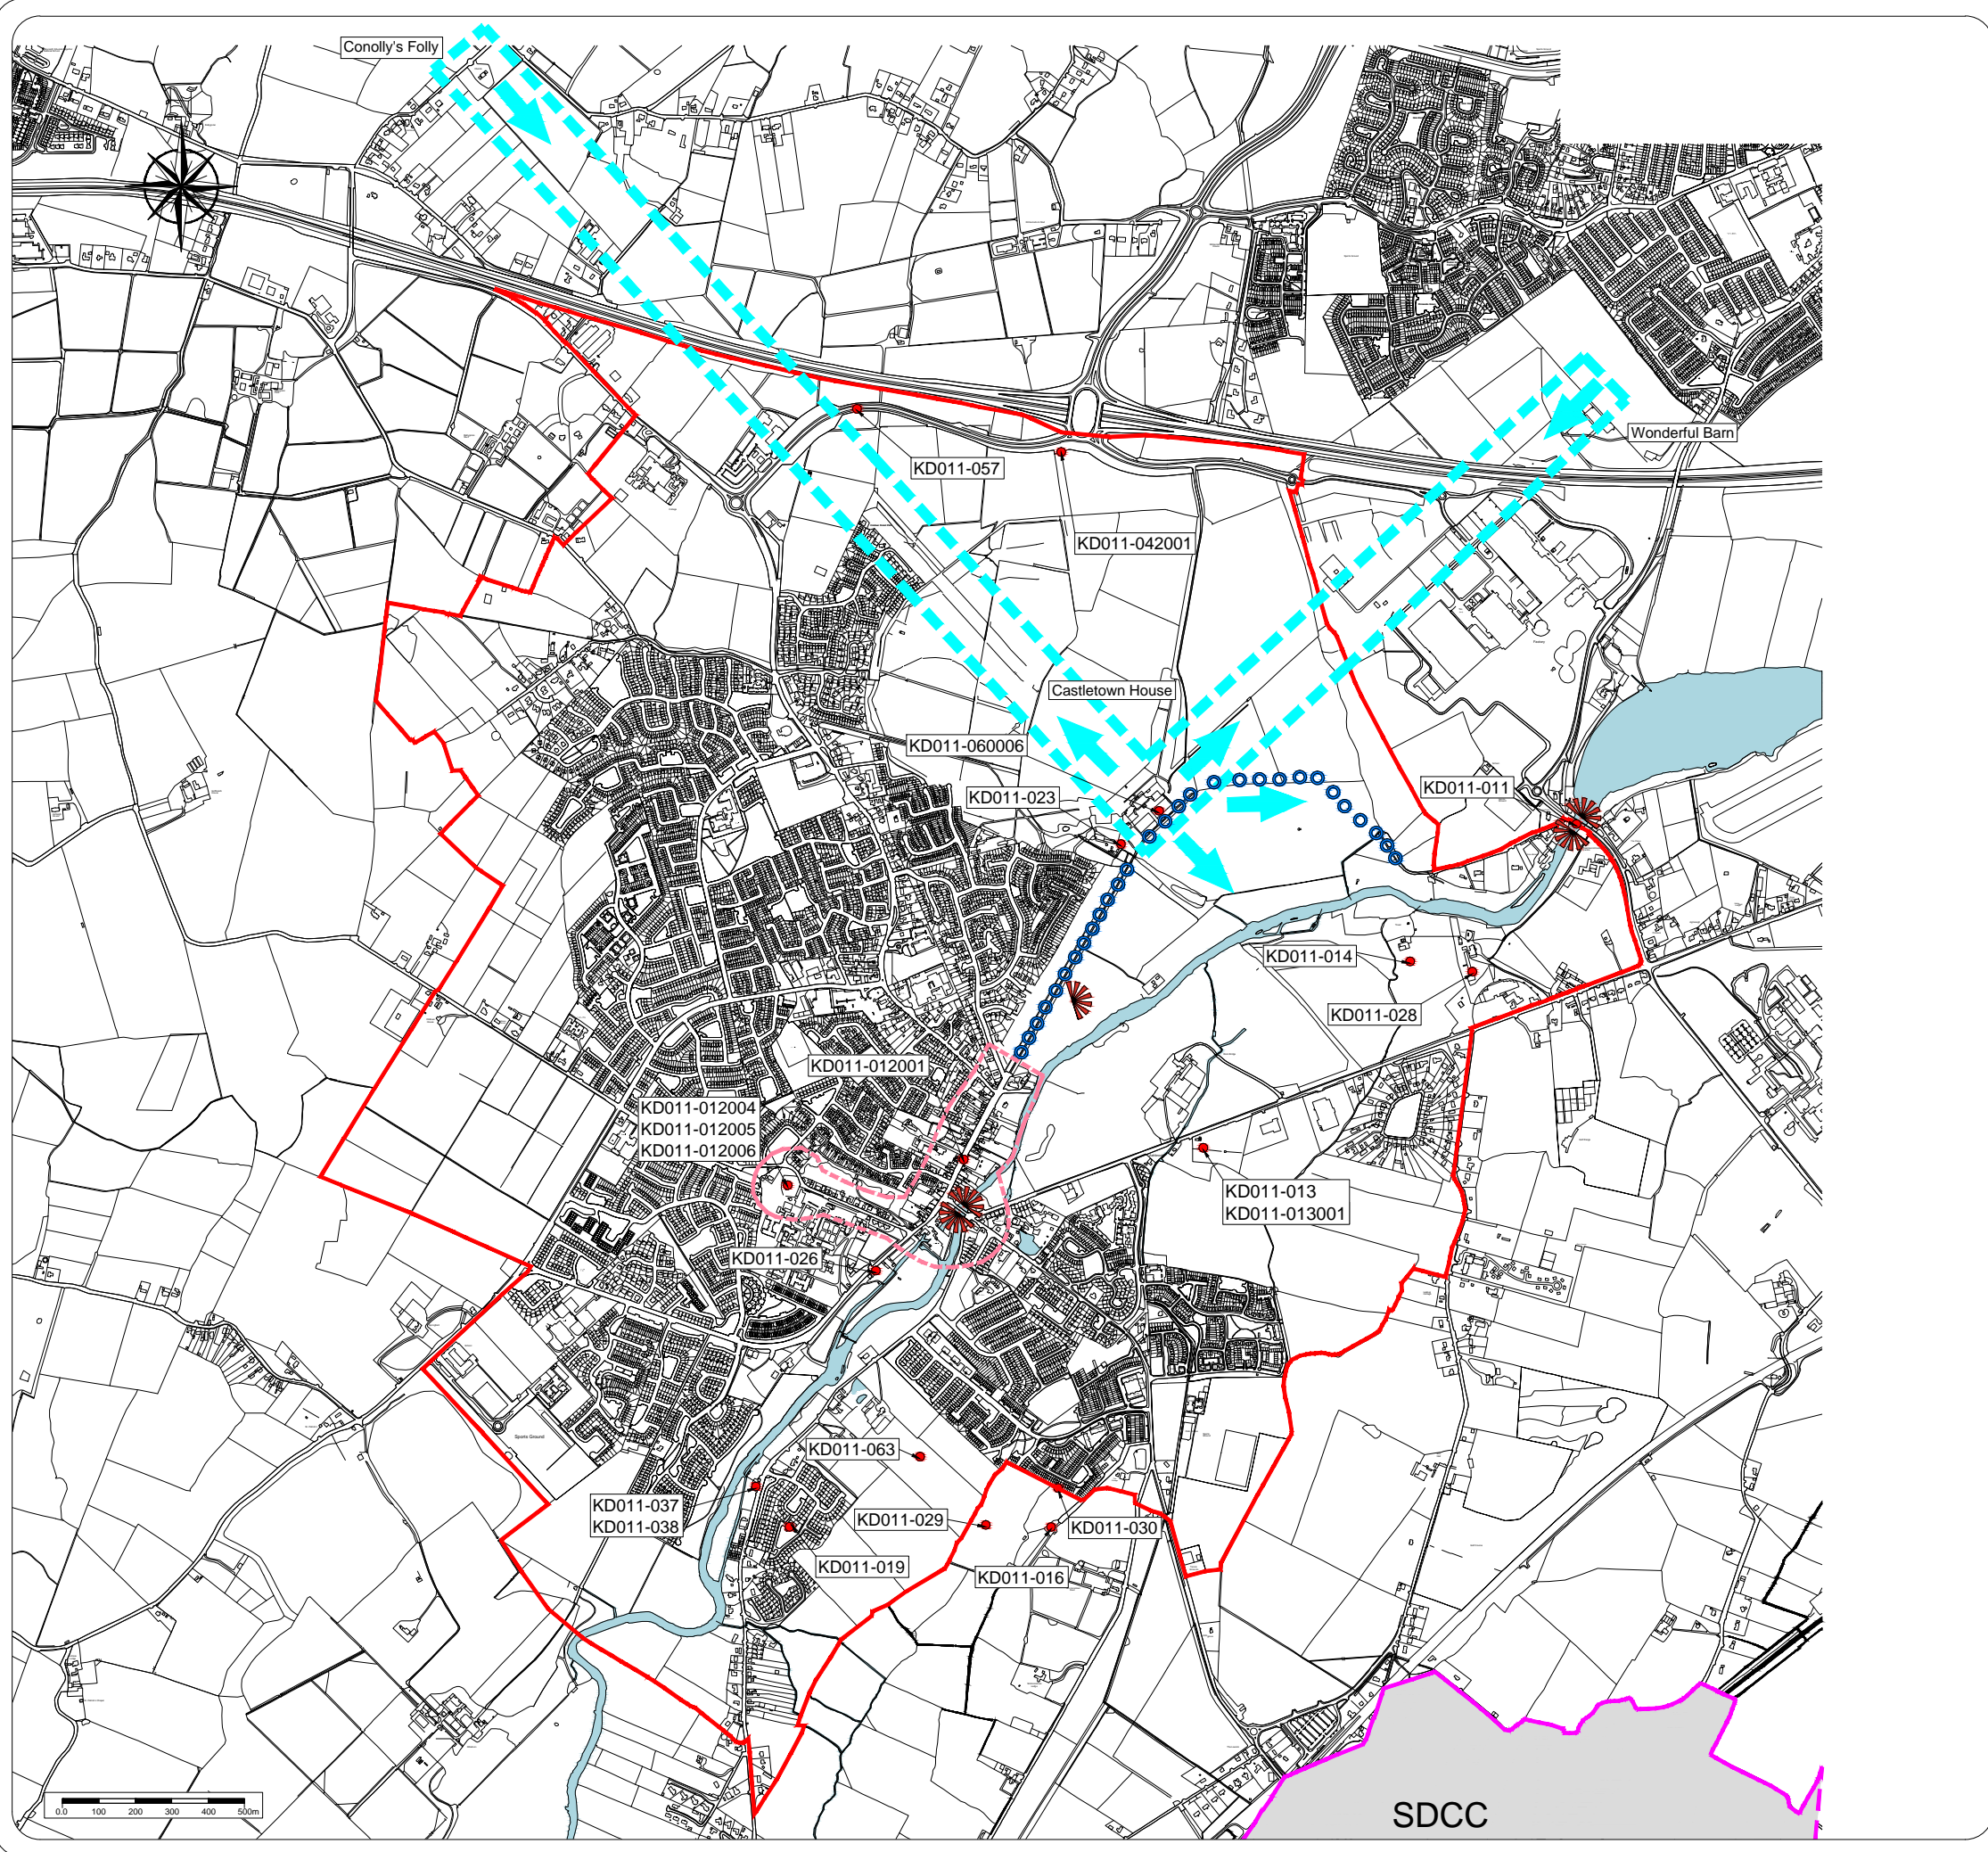 Conolly's Folly
Wonderful Barn
KD011-057
KD011-042001
Castletown House
KD011-060006
KD011-023
KD011-011
KD011-014
KD011-028
KD011-012001
KD011-012004
KD011-012005
KD011-012006
KD011-013
KD011-013001
KD011-026
Sports Ground
KD011-063
KD011-037
KD011-038
KD011-029
KD011-030
KD011-019
KD011-016
0.0 100 200 300 400 500m
SDCC